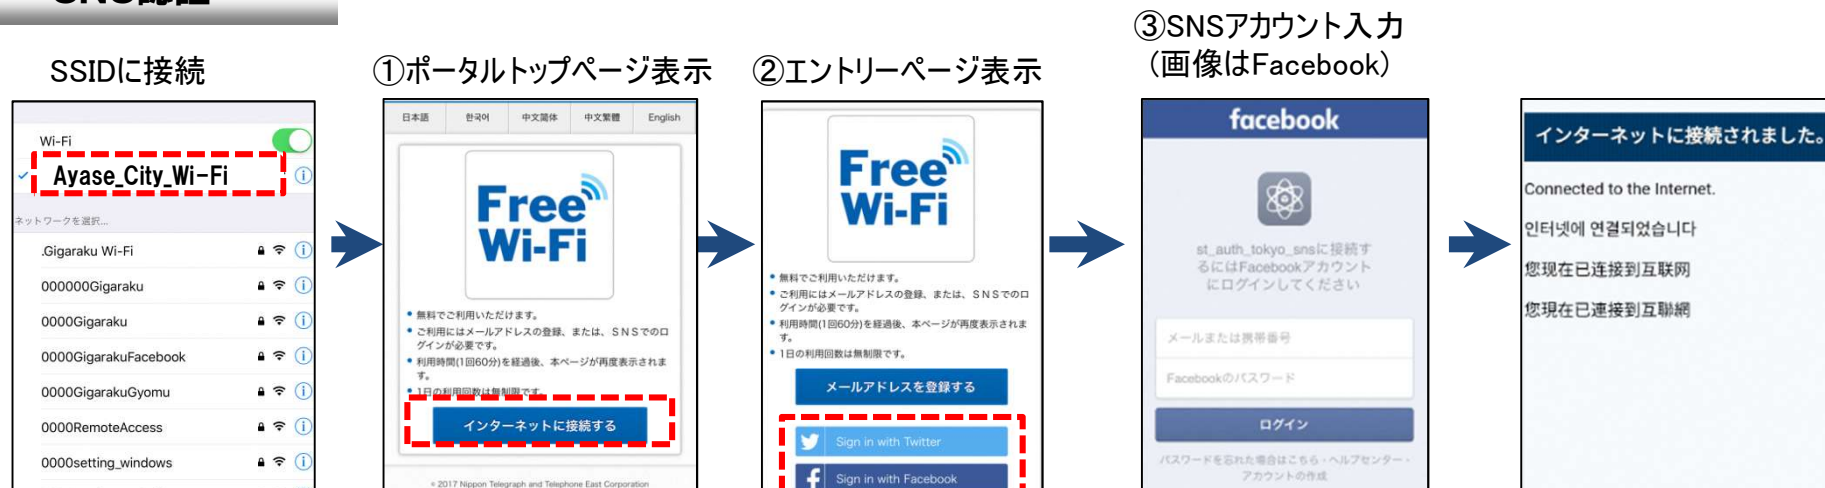 SNS認証
SSIDに接続
Wi-Fi
Ayase_City_Wi-Fi
ネットワークを選択...
.Gigaraku Wi-Fi
000000Gigaraku
0000Gigaraku
0000GigarakuFacebook
0000GigarakuGyomu
0000RemoteAccess
0000setting_windows
①ポータルトップページ表示
日本語 한국어 中文简体 中文繁體 English
Free
Wi-Fi
• 無料でご利用いただけます。
• ご利用にはメールアドレスの登録、または、SNSでのロ
グインが必要です。
• 利用時間(1回60分)を経過後、本ページが再度表示されま
す。
• 1日の利用回数は無制限です。
インターネットに接続する
© 2017 Nippon Telegraph and Telephone East Corporation
②エントリーページ表示
Free
Wi-Fi
• 無料でご利用いただけます。
• ご利用にはメールアドレスの登録、または、SNSでのロ
グインが必要です。
• 利用時間(1回60分)を経過後、本ページが再度表示されま
す。
• 1日の利用回数は無制限です。
メールアドレスを登録する
Sign in with Twitter
Sign in with Facebook
③SNSアカウント入力
(画像はFacebook)
facebook
st_auth_tokyo_snsに接続す
るにはFacebookアカウント
にログインしてください
メールまたは携帯番号
Facebookのパスワード
ログイン
パスワードを忘れた場合はこちら・ヘルプセンター・
アカウントの作成
インターネットに接続されました。
Connected to the Internet.
인터넷에 연결되었습니다
您现在已连接到互联网
您現在已連接到互聯網